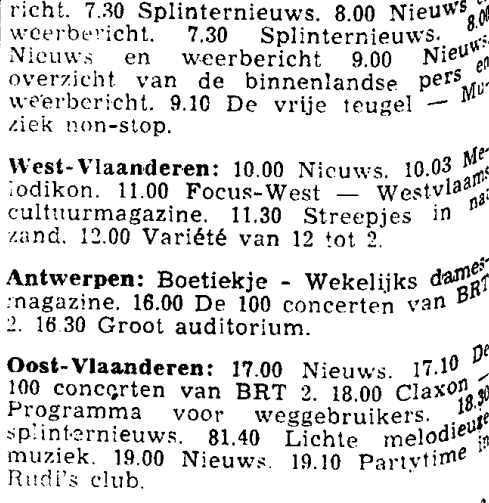 richt. 7.30 Splinternieuws. 8.00 Nieuws en
weerbericht. 7.30 Splinternieuws. 8.00
Nieuws en weerbericht 9.00 Nieuws,
overzicht van de binnenlandse pers en
weerbericht. 9.10 De vrije teugel — Mu-
ziek non-stop.
West-Vlaanderen: 10.00 Nieuws. 10.03 Me-
lodikon. 11.00 Focus-West — Westvlaams
cultuurmagazine. 11.30 Streepjes in nat
zand. 12.00 Variété van 12 tot 2.
Antwerpen: Boetiekje - Wekelijks dames-
magazine. 16.00 De 100 concerten van BRT
2. 16.30 Groot auditorium.
Oost-Vlaanderen: 17.00 Nieuws. 17.10 De
100 concerten van BRT 2. 18.00 Claxon —
Programma voor weggebruikers. 18.30
splinternieuws. 81.40 Lichte melodieuze
muziek. 19.00 Nieuws. 19.10 Partytime in
Rudi's club.